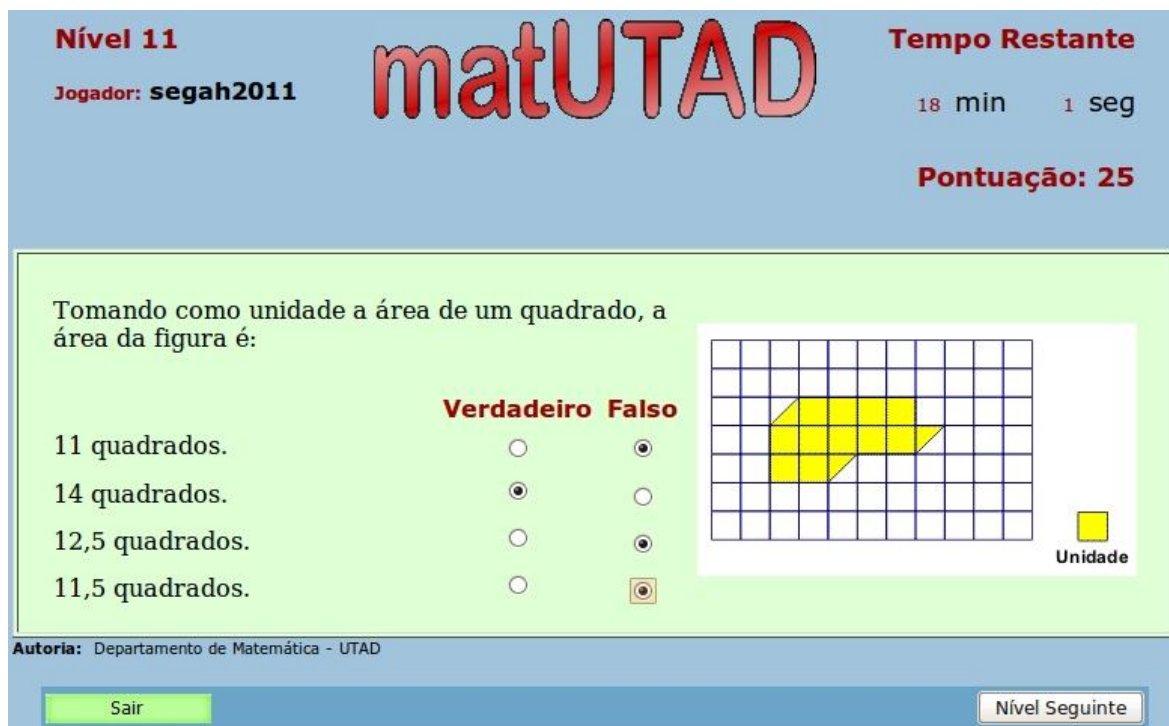 Nível 11
matUTAD
Tempo Restante
Jogador: segah2011
18 min 1 seg
Pontuação: 25
Tomando como unidade a área de um quadrado, a
área da figura é:
Verdadeiro Falso
11 quadrados.
14 quadrados.
12,5 quadrados.
11,5 quadrados.
Unidade
Autoria: Departamento de Matemática - UTAD
Sair
Nível Seguinte